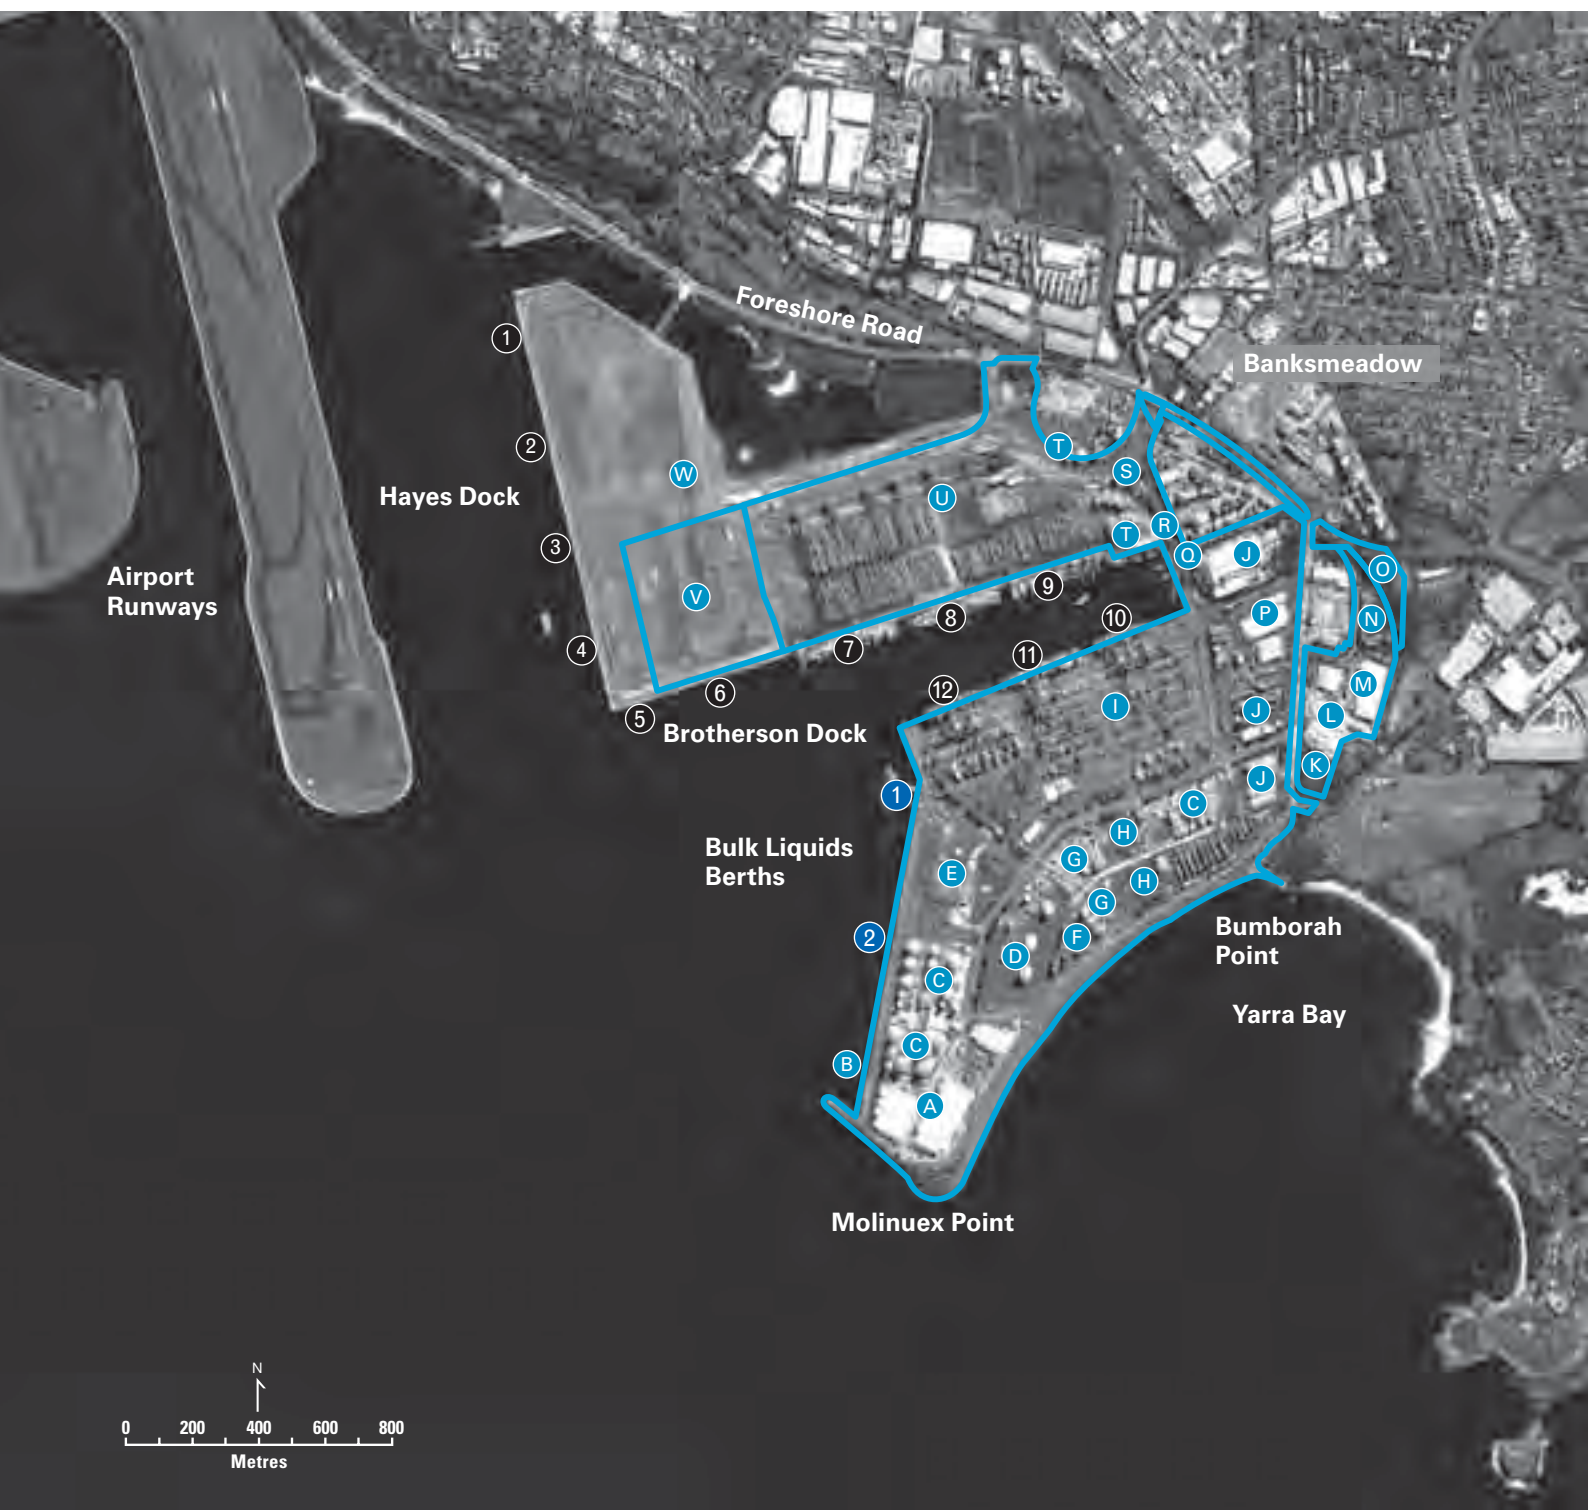 Foreshore Road
1
Banksmeadow
2
T
S
W
Hayes Dock
U
R
T
3
Q
J
O
Airport
Runways
V
9
P
N
8
10
4
7
11
M
6
12
I
J
L
5
Brotherson Dock
K
J
1
C
H
Bulk Liquids
Berths
G
E
H
G
2
F
Bumborah
Point
D
C
Yarra Bay
C
B
A
Molinuex Point
N
0 200 400 600 800
Metres